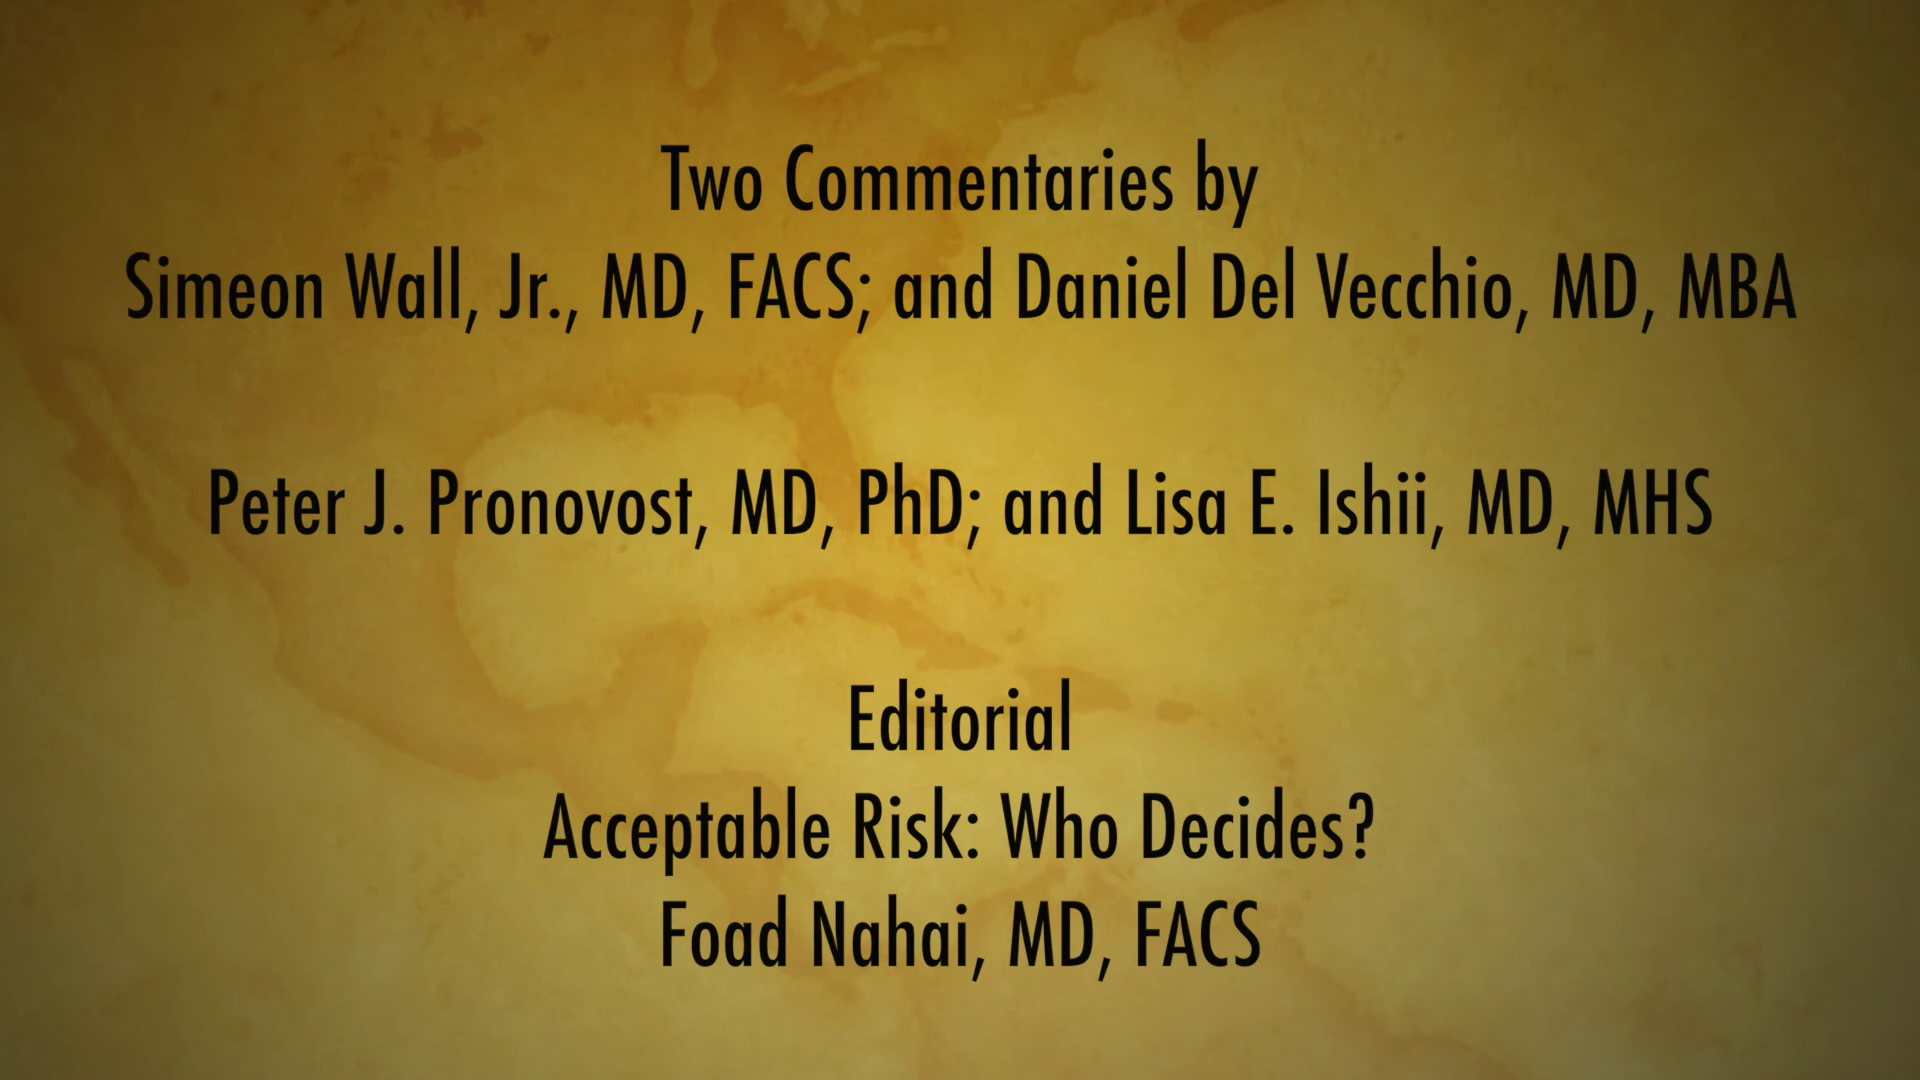 Two Commentaries by
Simeon Wall, Jr., MD, FACS; and Daniel Del Vecchio, MD, MBA
Peter J. Pronovost, MD, PhD; and Lisa E. Ishii, MD, MHS
Editorial
Acceptable Risk: Who Decides?
Foad Nahai, MD, FACS